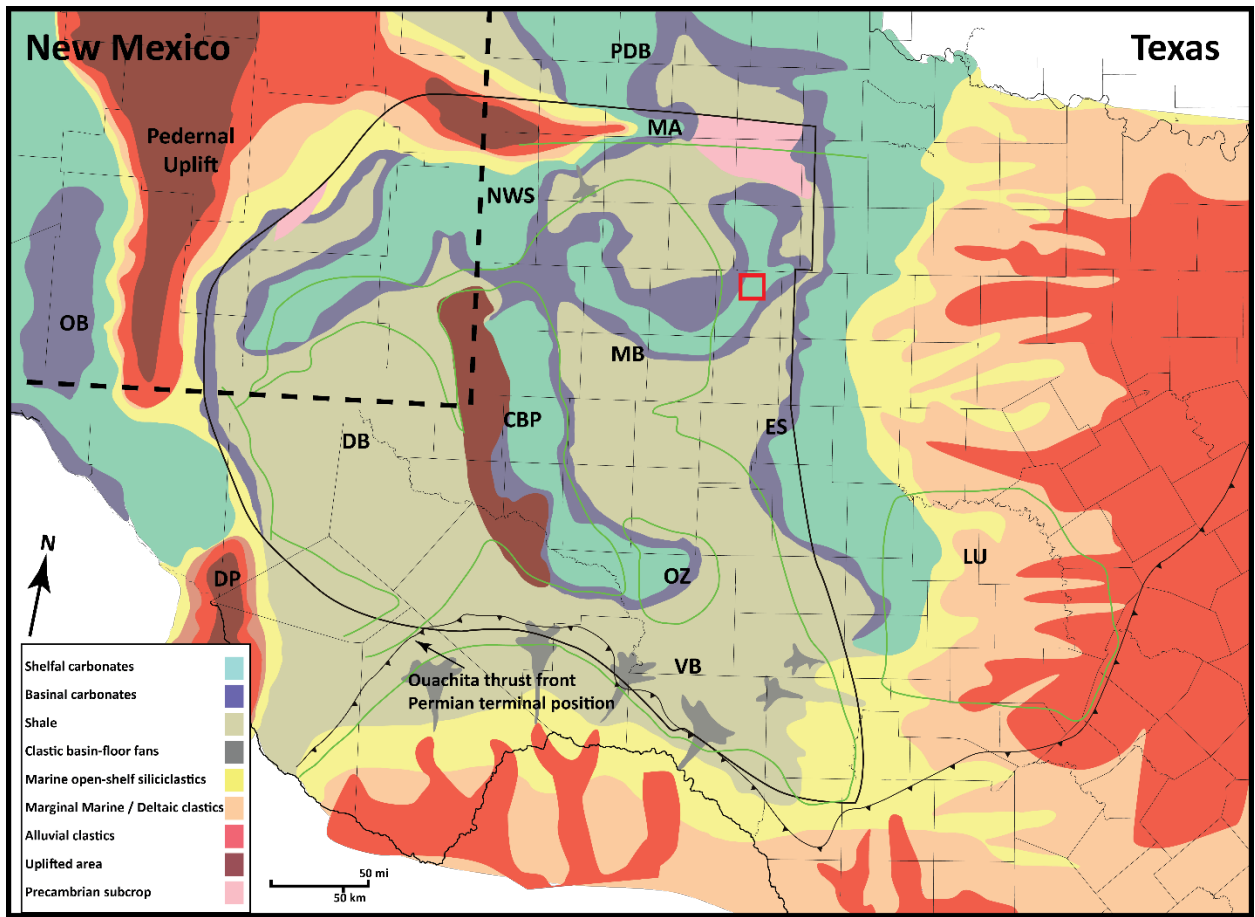 New Mexico
PDB
Texas
Pedernal
Uplift
MA
NWS
OB
MB
CBP
ES
DB
N
DP
OZ
LU
VB
Ouachita thrust front
Permian terminal position
Shelfal carbonates
Basinal carbonates
Shale
Clastic basin-floor fans
Marine open-shelf siliciclastics
Marginal Marine / Deltaic clastics
Alluvial clastics
Uplifted area
Precambrian subcrop
50 mi
50 km